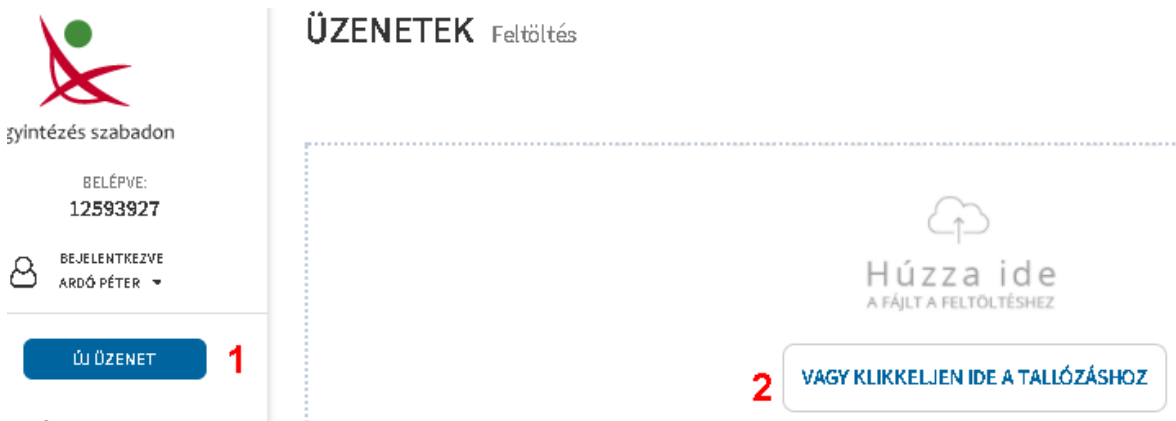 ÜZENETEK Feltöltés
gyintézés szabadon
BELÉPVE:
12593927
BEJELENTKEZVE
ARDÓ PÉTER
ÚJ ÜZENET 1
Húzza ide
A FÁJLT A FELTÖLTÉSHEZ
2 VAGY KLIKKELJEN IDE A TALLÓZÁSHOZ